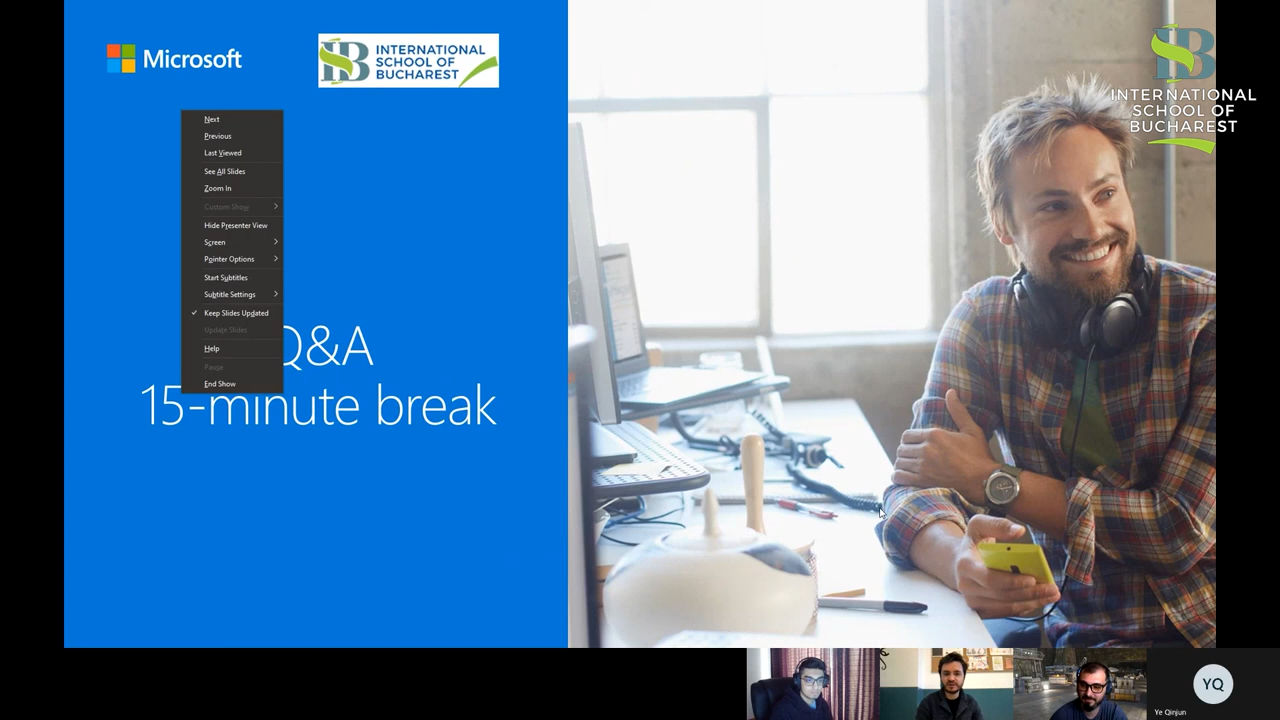 Microsoft
INTERNATIONAL
SCHOOL OF
BUCHAREST
INTERNATIONAL
SCHOOL OF
BUCHAREST
Next
Previous
Last Viewed
See All Slides
Zoom In
Custom Show
Hide Presenter View
Screen
Pointer Options
Start Subtitles
Subtitle Settings
Keep Slides Updated
Update Slides
Help
Pause
End Show
Q&A
15-minute break
YQ
Ye Qinjun